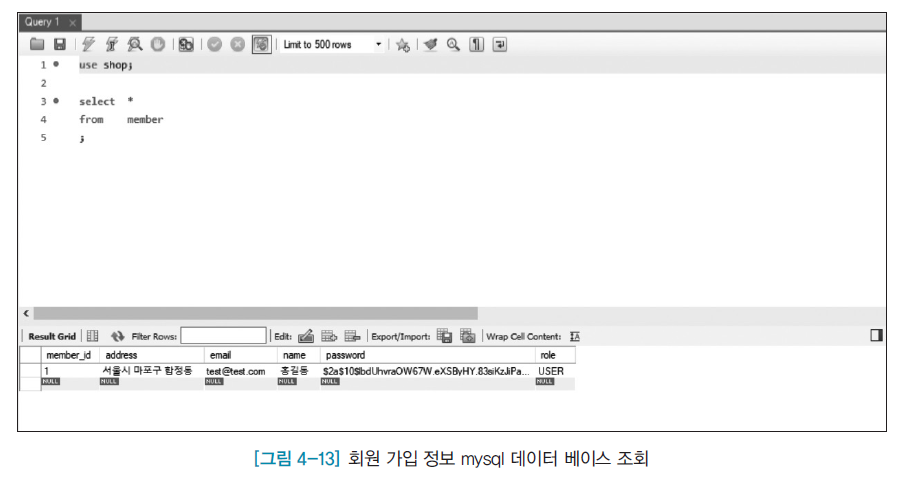 Query 1
Limit to 500 rows
1 use shop;
2
3 select *
4 from member
5 ;
Result Grid Filter Rows: Edit: Export/Import: Wrap Cell Content:
member_id address email name password role
1 서울시 마포구 합정동 test@test.com 홍길동 $2a$10$lbdUhvraOW67W.eXSByHY.83siKzJiPa... USER
NULL NULL NULL NULL NULL NULL
[그림 4-13] 회원 가입 정보 mysql 데이터 베이스 조회